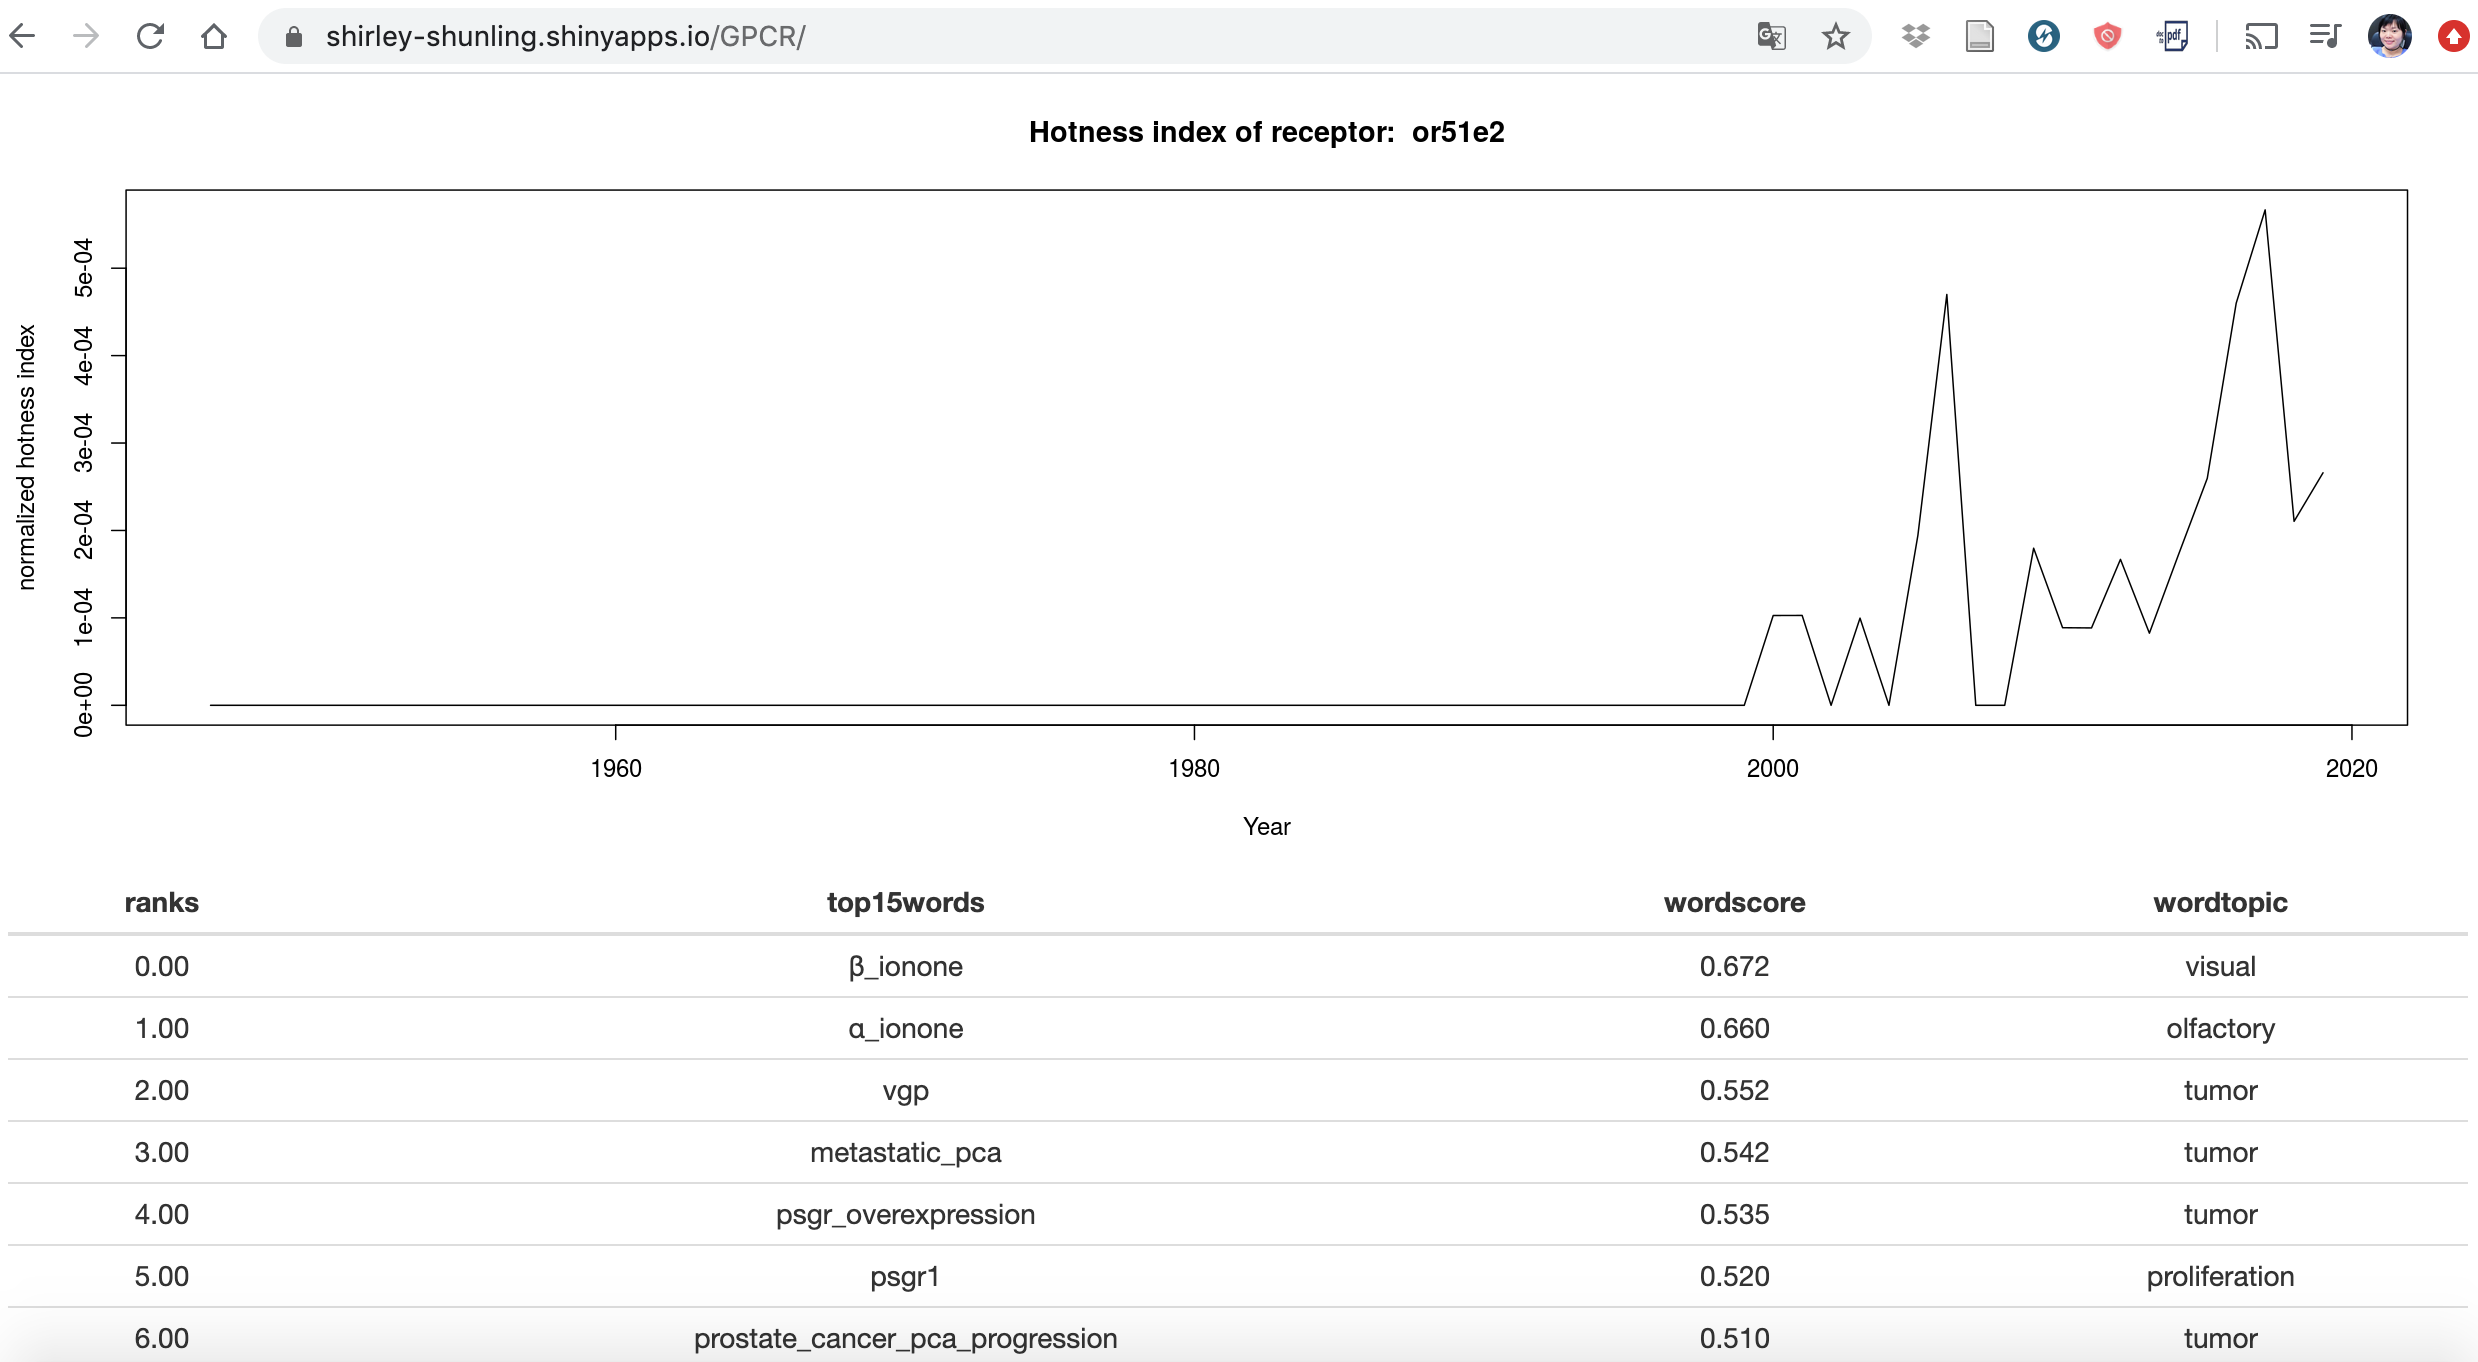 shirley-shunling.shinyapps.io/GPCR/
Hotness index of receptor: or51e2
normalized hotness index
5e-04
4e-04
3e-04
2e-04
1e-04
0e+00
1960 1980 2000 2020
Year
ranks top15words wordscore wordtopic
0.00 β_ionone 0.672 visual
1.00 α_ionone 0.660 olfactory
2.00 vgp 0.552 tumor
3.00 metastatic_pca 0.542 tumor
4.00 psgr_overexpression 0.535 tumor
5.00 psgr1 0.520 proliferation
6.00 prostate_cancer_pca_progression 0.510 tumor